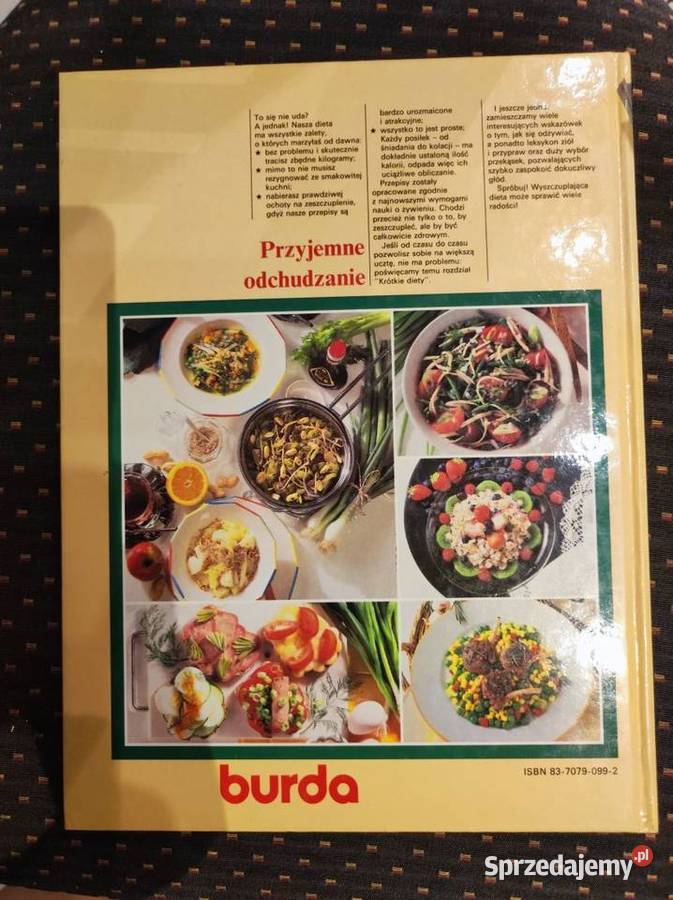 To się nie uda?
A jednak! Nasza dieta
ma wszystkie zalety,
o których marzyłaś od dawna:
★ bez problemu i skutecznie
tracisz zbędne kilogramy;
★ mimo to nie musisz
rezygnować ze smakowitej
kuchni;
★ nabierasz prawdziwej
ochoty na zeszczuplenie,
gdyż nasze przepisy są
bardzo urozmaicone
i atrakcyjne;
★ wszystko to jest proste;
Każdy posiłek – od
śniadania do kolacji – ma
dokładnie ustaloną ilość
kalorii, odpada więc ich
uciążliwe obliczanie.
Przepisy zostały
opracowane zgodnie
z najnowszymi wymogami
nauki o żywieniu. Chodzi
przecież nie tylko o to, by
zeszczupleć, ale by być
całkowicie zdrowym.
Jeśli od czasu do czasu
pozwolisz sobie na większą
ucztę, nie ma problemu:
poświęcamy temu rozdział
"Krótkie diety".
I jeszcze jedno:
zamieszczamy wiele
interesujących wskazówek
o tym, jak się odżywiać,
a ponadto leksykon ziół
i przypraw oraz duży wybór
przekąsek, pozwalających
szybko zaspokoić dokuczliwy
głód.
Spróbuj! Wyszczuplająca
dieta może sprawić wiele
radości!
Przyjemne
odchudzanie
burda
ISBN 83-7079-099-2
Sprzedajemy.pl